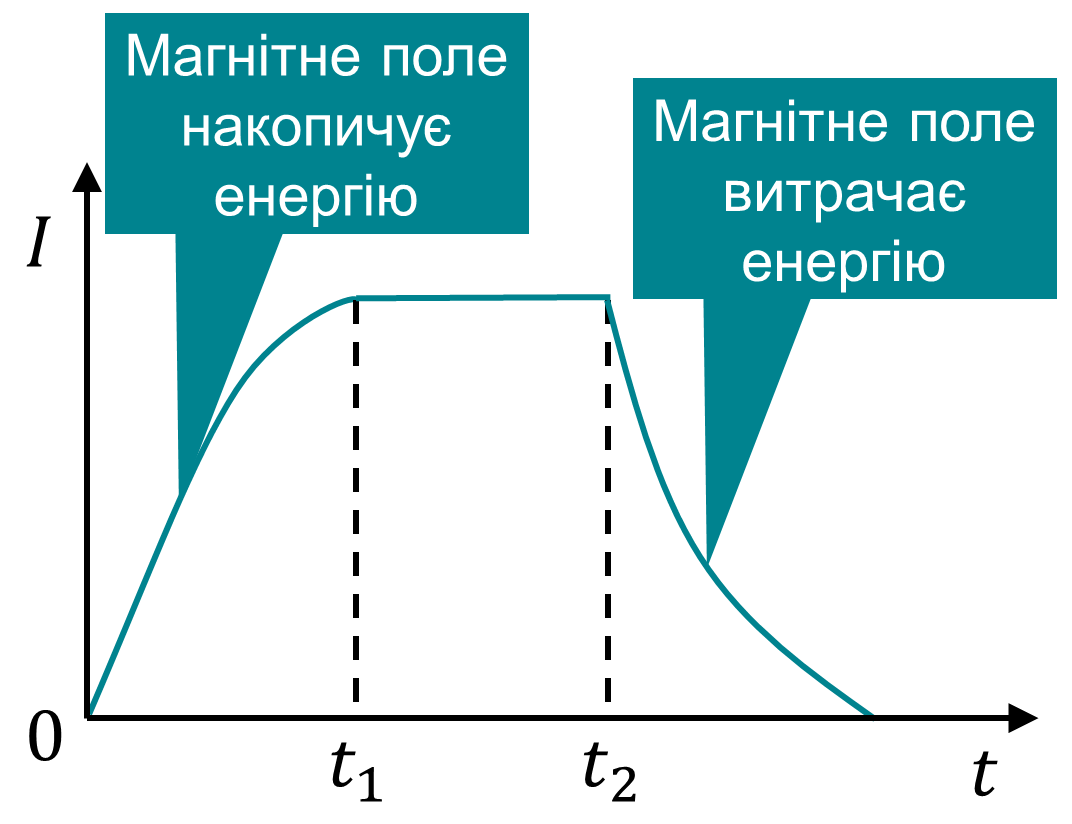 Магнітне поле
накопичує
енергію
Магнітне поле
витрачає
енергію
I
0
t₁
t₂
t